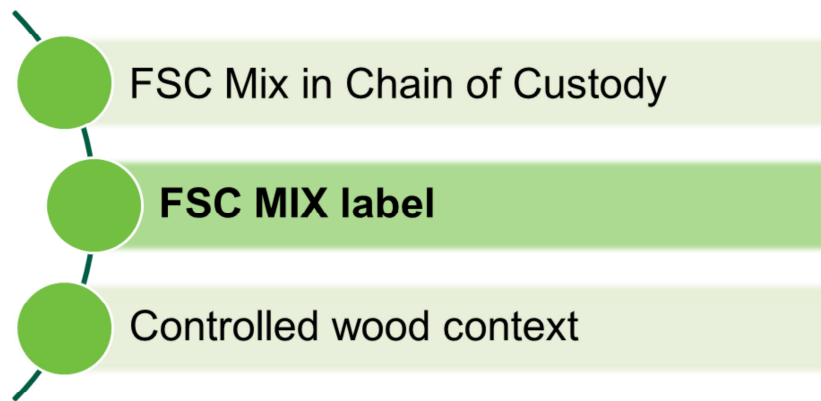 FSC Mix in Chain of Custody
FSC MIX label
Controlled wood context